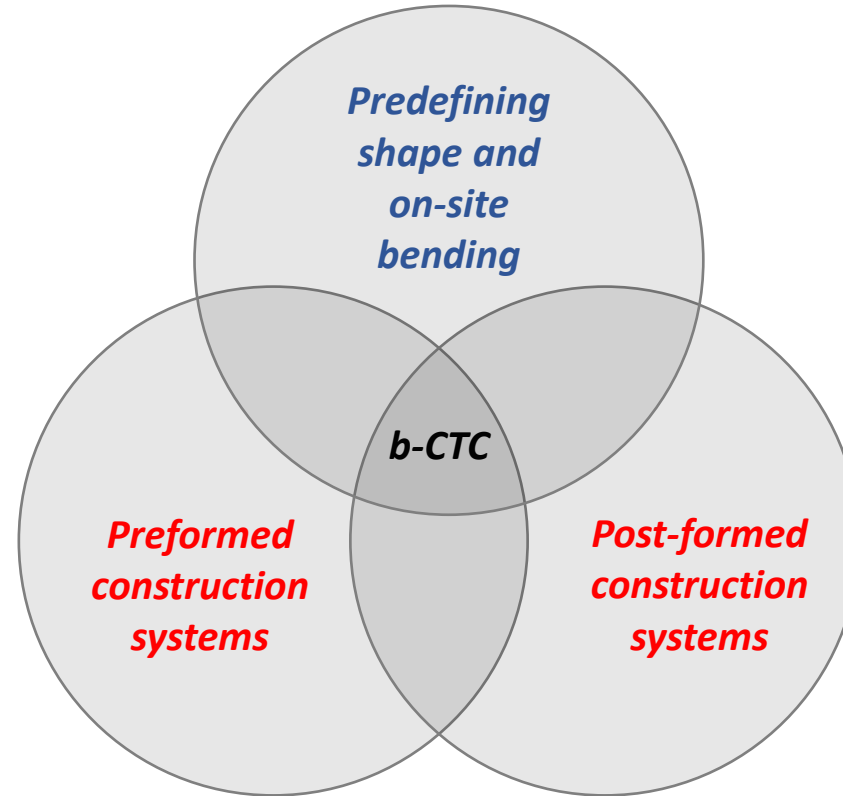 Predefining
shape and
on-site
bending
b-CTC
Preformed
construction
systems
Post-formed
construction
systems